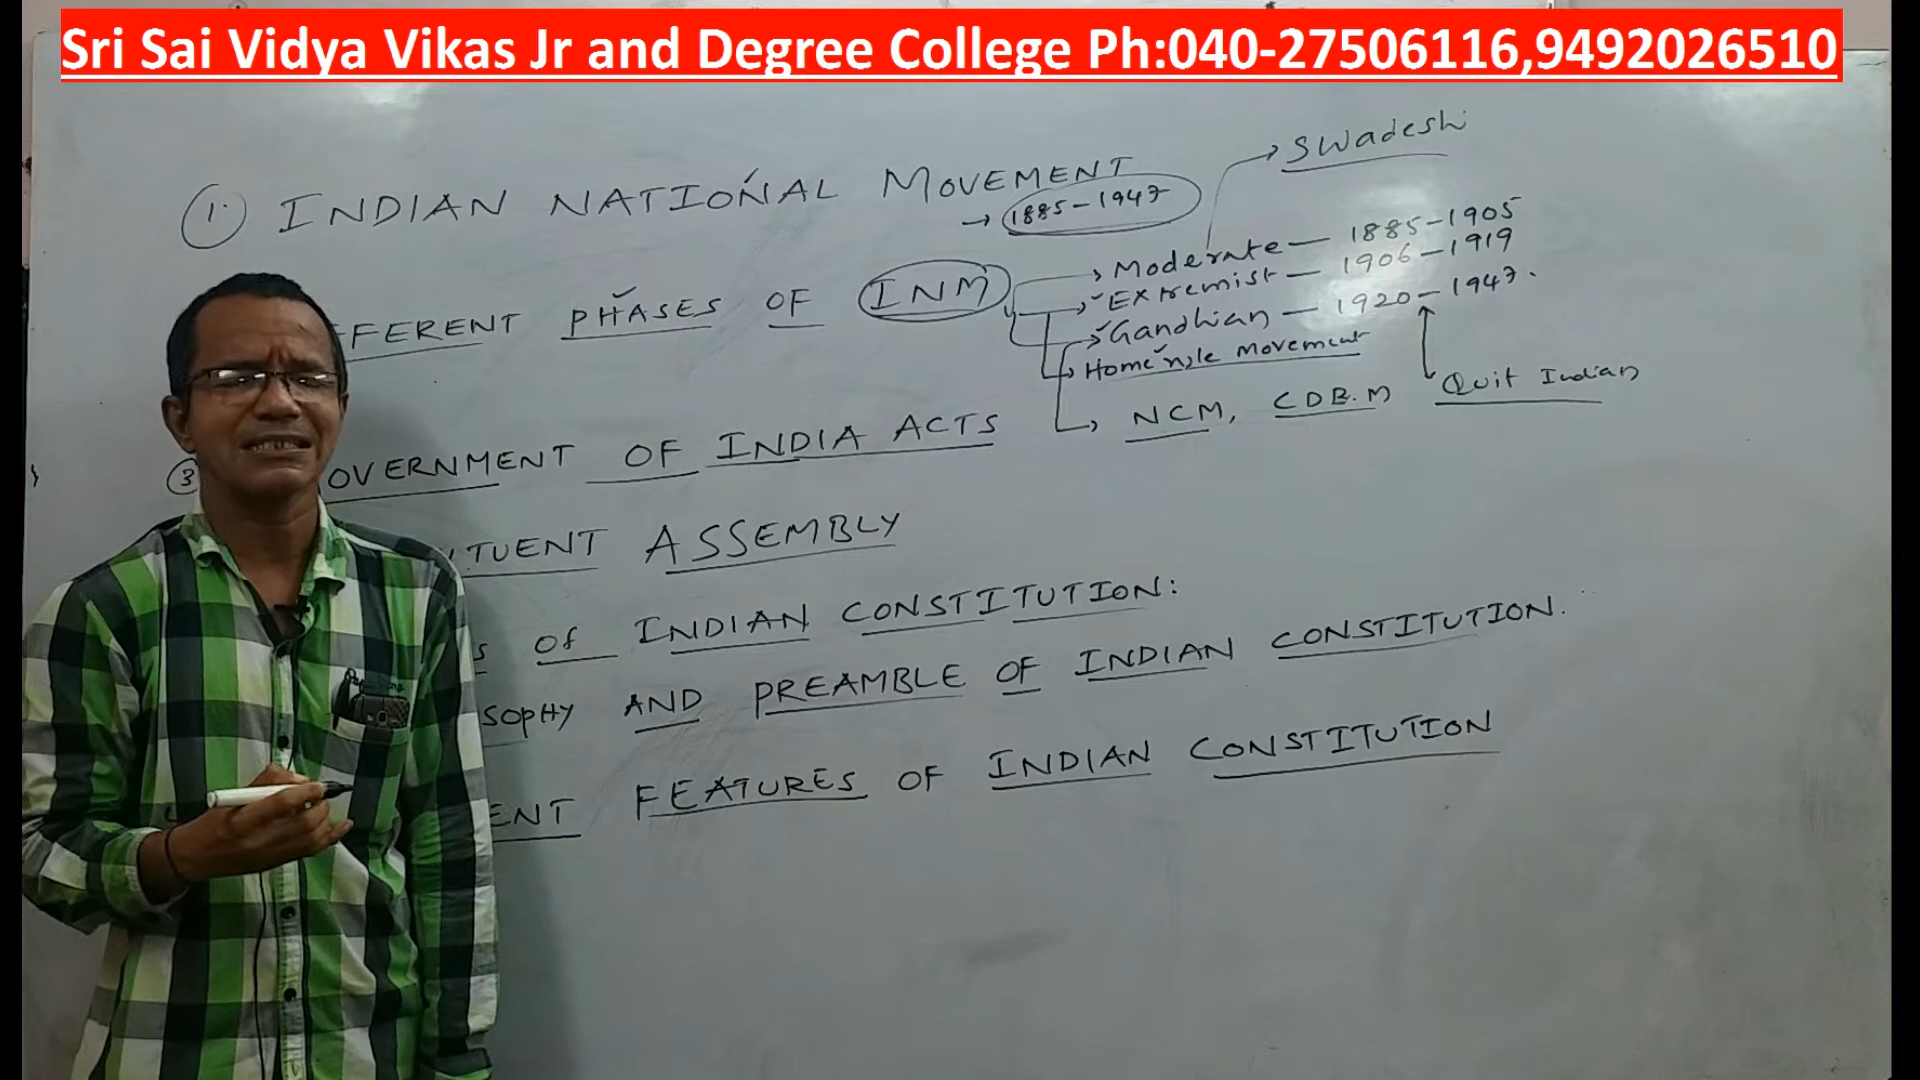 Sri Sai Vidya Vikas Jr and Degree College Ph:040-27506116,9492026510
→ Swadeshi
1. INDIAN NATIONAL MOVEMENT
→ 1885-1947
FFERENT PHASES OF INM
→ Moderate — 1885-1905
→ Extremist — 1906-1919
→ Gandhian — 1920-1947.
→ Home rule Movement
→ NCM, CDB.M Quit Indian
3 OVERNMENT OF INDIA ACTS
TUENT ASSEMBLY
S Of INDIAN CONSTITUTION:
SOPHY AND PREAMBLE OF INDIAN CONSTITUTION.
ENT FEATURES OF INDIAN CONSTITUTION